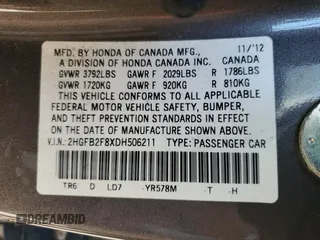 MFD. BY HONDA OF CANADA MFG., 11/'12
A DIVISION OF HONDA CANADA INC. CANADA
GVWR 3792LBS GAWR F 2029LBS R 1786LBS
GVWR 1720KG GAWR F 920KG R 810KG
THIS VEHICLE CONFORMS TO ALL APPLICABLE
FEDERAL MOTOR VEHICLE SAFETY, BUMPER,
AND THEFT PREVENTION STANDARDS IN EFFECT
ON THE DATE OF MANUFACTURE SHOWN ABOVE.
V.I.N.: 2HGFB2F8XDH506211 TYPE: PASSENGER CAR
TR6 D LD7 -YR578M -T -H
DREAMBID